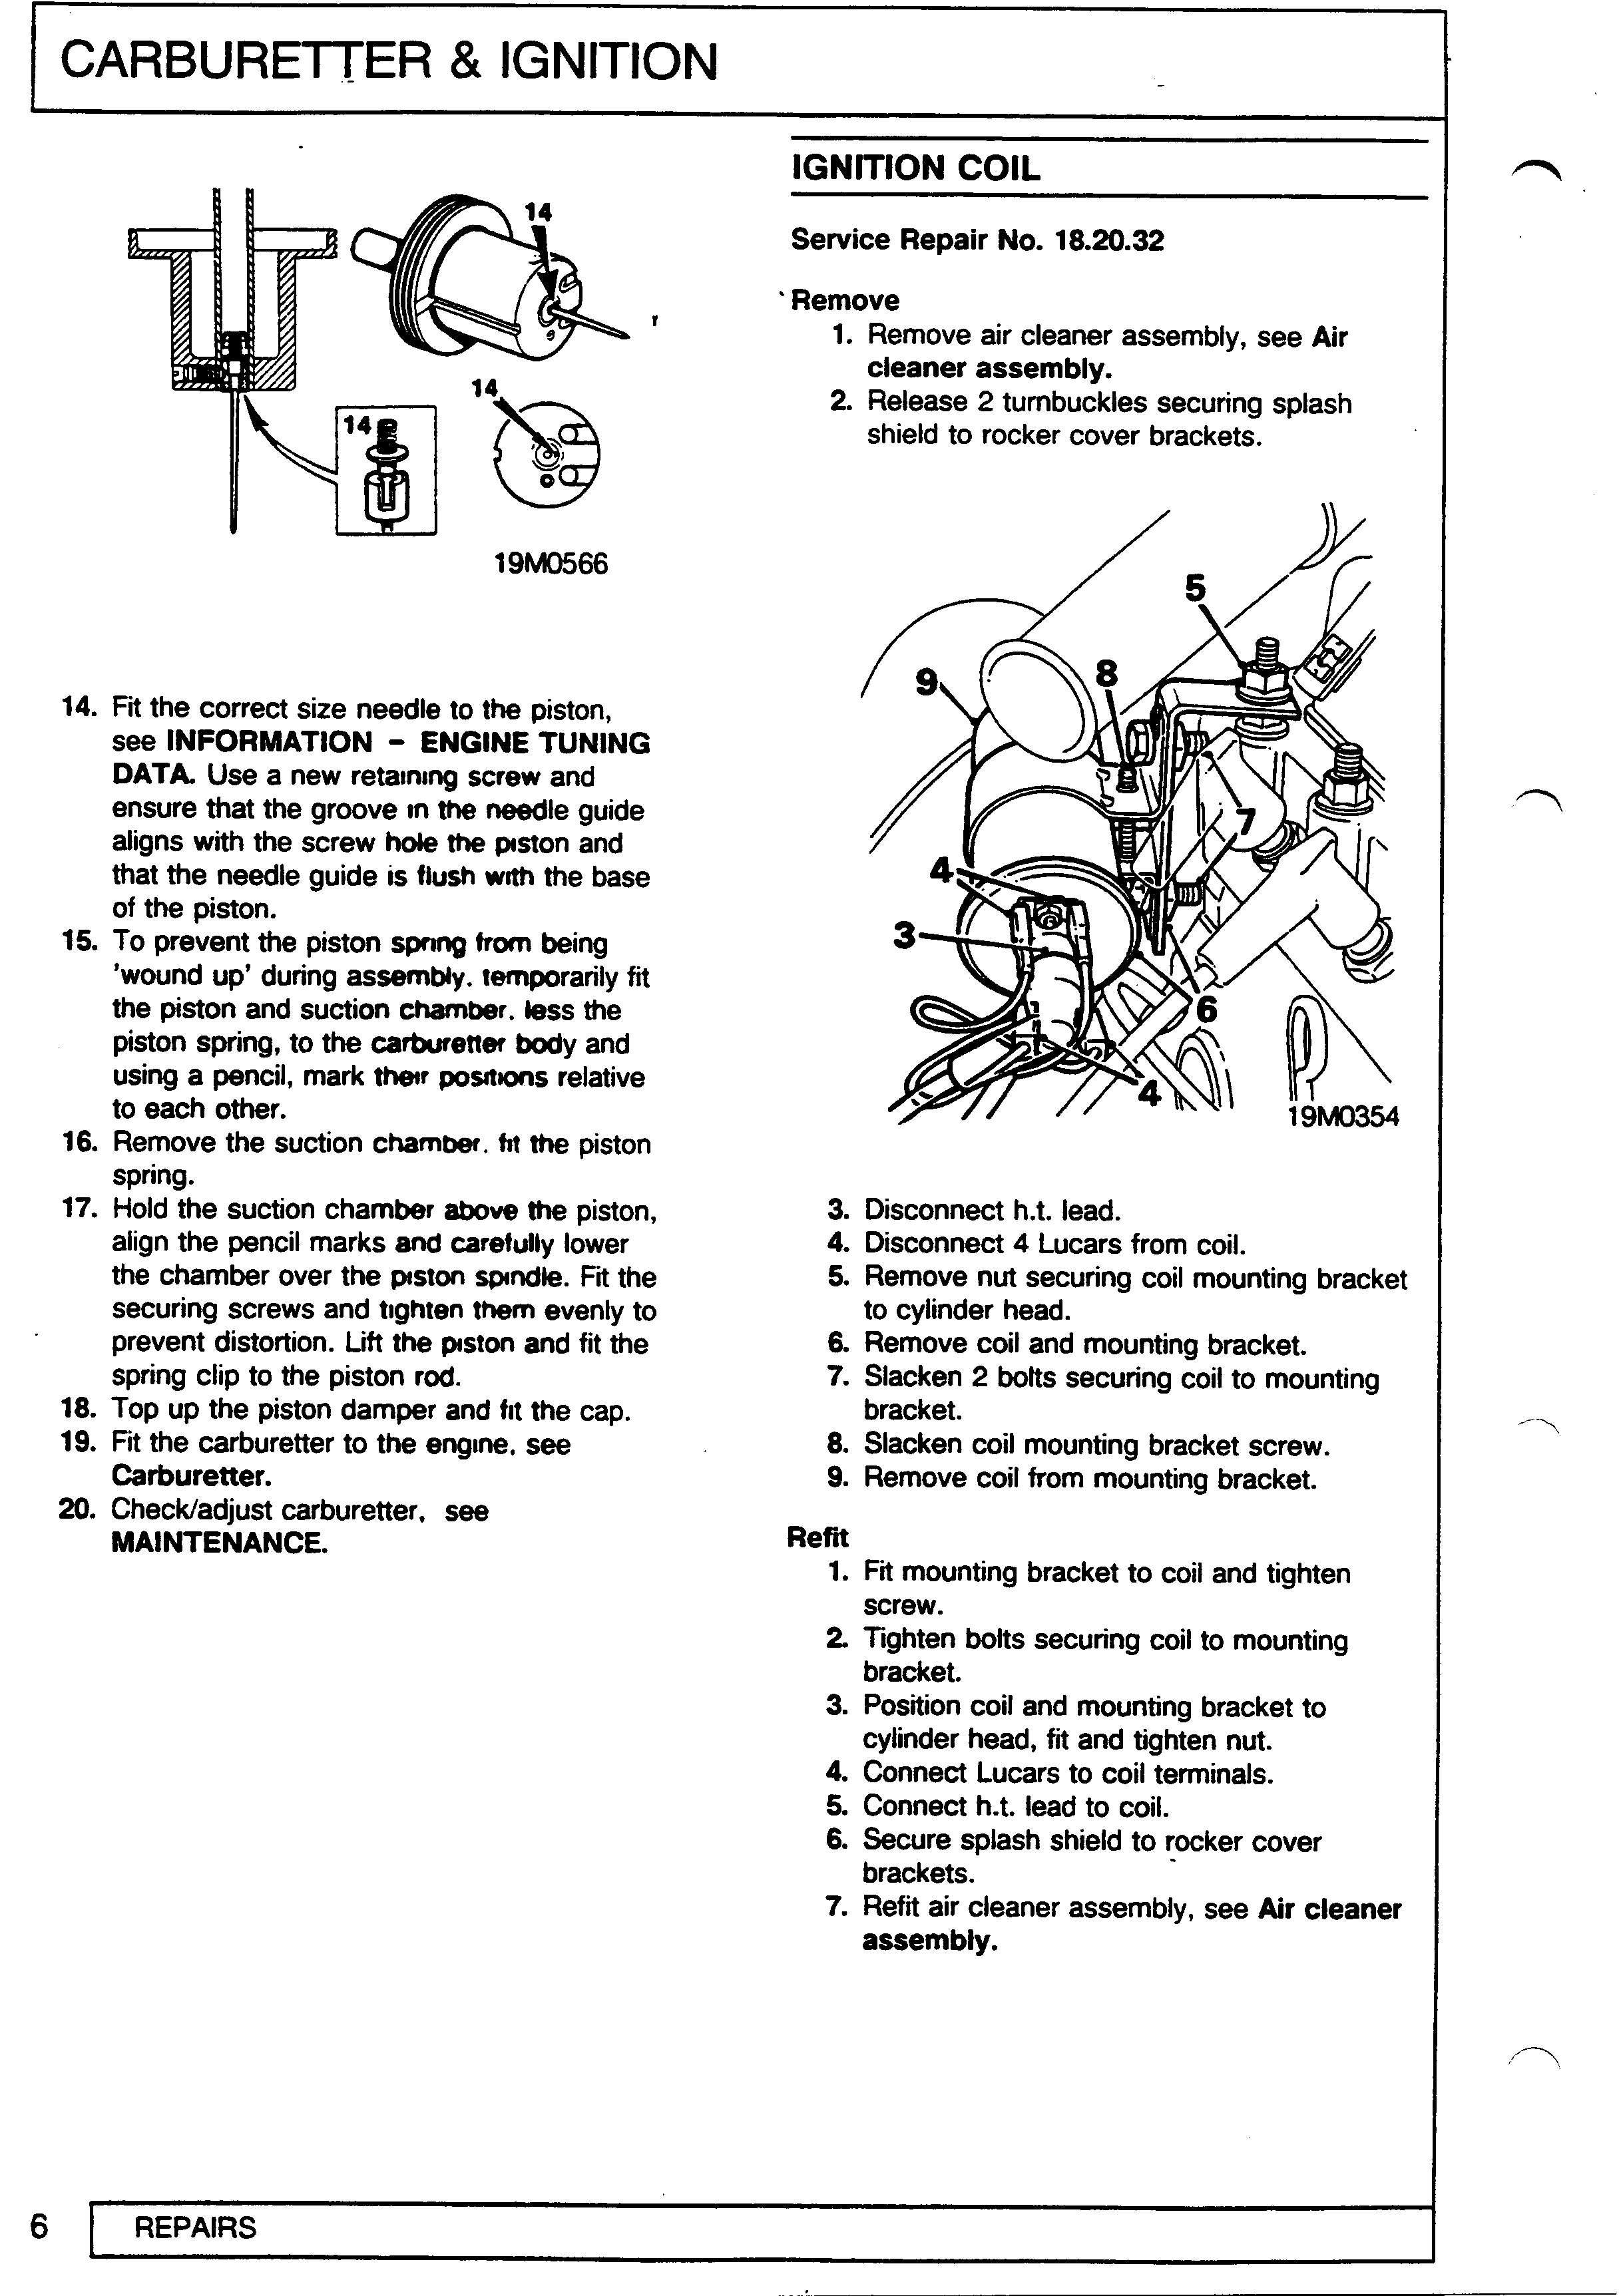 CARBURETTER & IGNITION
14
14
14
19M0566
14. Fit the correct size needle to the piston,
see INFORMATION - ENGINE TUNING
DATA. Use a new retaining screw and
ensure that the groove in the needle guide
aligns with the screw hole the piston and
that the needle guide is flush with the base
of the piston.
15. To prevent the piston spring from being
'wound up' during assembly. temporarily fit
the piston and suction chamber. less the
piston spring, to the carburetter body and
using a pencil, mark their positions relative
to each other.
16. Remove the suction chamber. fit the piston
spring.
17. Hold the suction chamber above the piston,
align the pencil marks and carefully lower
the chamber over the piston spindle. Fit the
securing screws and tighten them evenly to
prevent distortion. Lift the piston and fit the
spring clip to the piston rod.
18. Top up the piston damper and fit the cap.
19. Fit the carburetter to the engine, see
Carburetter.
20. Check/adjust carburetter, see
MAINTENANCE.
IGNITION COIL
Service Repair No. 18.20.32
Remove
1. Remove air cleaner assembly, see Air
cleaner assembly.
2. Release 2 turnbuckles securing splash
shield to rocker cover brackets.
5
8
9
7
4
3
6
4
19M0354
3. Disconnect h.t. lead.
4. Disconnect 4 Lucars from coil.
5. Remove nut securing coil mounting bracket
to cylinder head.
6. Remove coil and mounting bracket.
7. Slacken 2 bolts securing coil to mounting
bracket.
8. Slacken coil mounting bracket screw.
9. Remove coil from mounting bracket.
Refit
1. Fit mounting bracket to coil and tighten
screw.
2. Tighten bolts securing coil to mounting
bracket.
3. Position coil and mounting bracket to
cylinder head, fit and tighten nut.
4. Connect Lucars to coil terminals.
5. Connect h.t. lead to coil.
6. Secure splash shield to rocker cover
brackets.
7. Refit air cleaner assembly, see Air cleaner
assembly.
6
REPAIRS